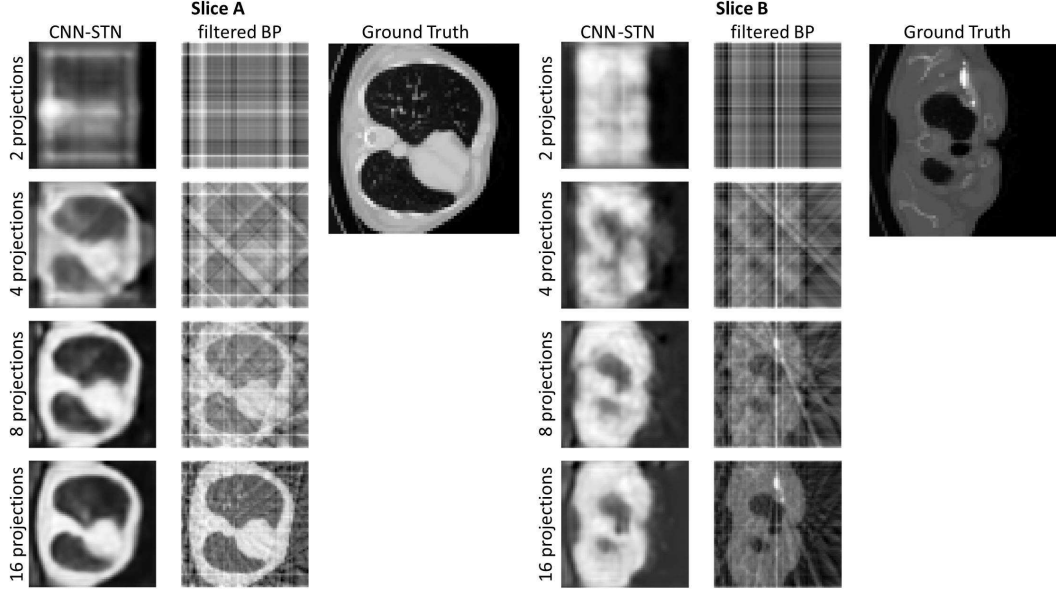 Slice A
CNN-STN
filtered BP
Ground Truth
2 projections
4 projections
8 projections
16 projections
Slice B
CNN-STN
filtered BP
Ground Truth
2 projections
4 projections
8 projections
16 projections